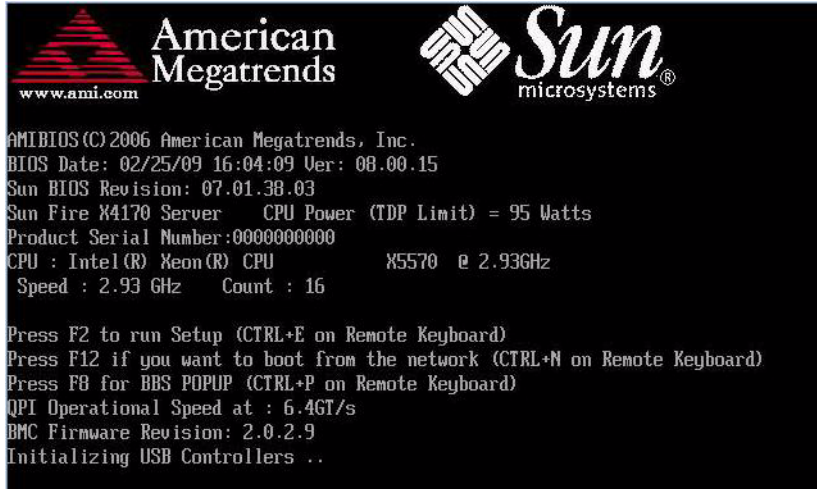 American
Megatrends
www.ami.com
Sun®
microsystems
AMIBIOS(C)2006 American Megatrends, Inc.
BIOS Date: 02/25/09 16:04:09 Ver: 08.00.15
Sun BIOS Revision: 07.01.38.03
Sun Fire X4170 Server CPU Power (TDP Limit) = 95 Watts
Product Serial Number:0000000000
CPU : Intel(R) Xeon(R) CPU X5570 @ 2.93GHz
Speed : 2.93 GHz Count : 16
Press F2 to run Setup (CTRL+E on Remote Keyboard)
Press F12 if you want to boot from the network (CTRL+N on Remote Keyboard)
Press F8 for BBS POPUP (CTRL+P on Remote Keyboard)
QPI Operational Speed at : 6.4GT/s
BMC Firmware Revision: 2.0.2.9
Initializing USB Controllers ..